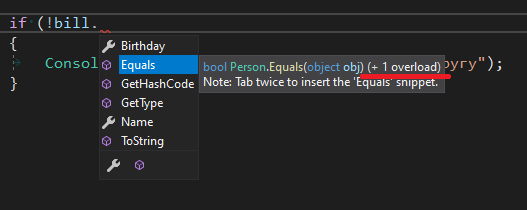 if (!bill.
{
Birthday
Equals
bool Person.Equals(object obj) (+ 1 overload)
Note: Tab twice to insert the 'Equals' snippet.
Consol
ругу");
GetHashCode
GetType
}
Name
ToString